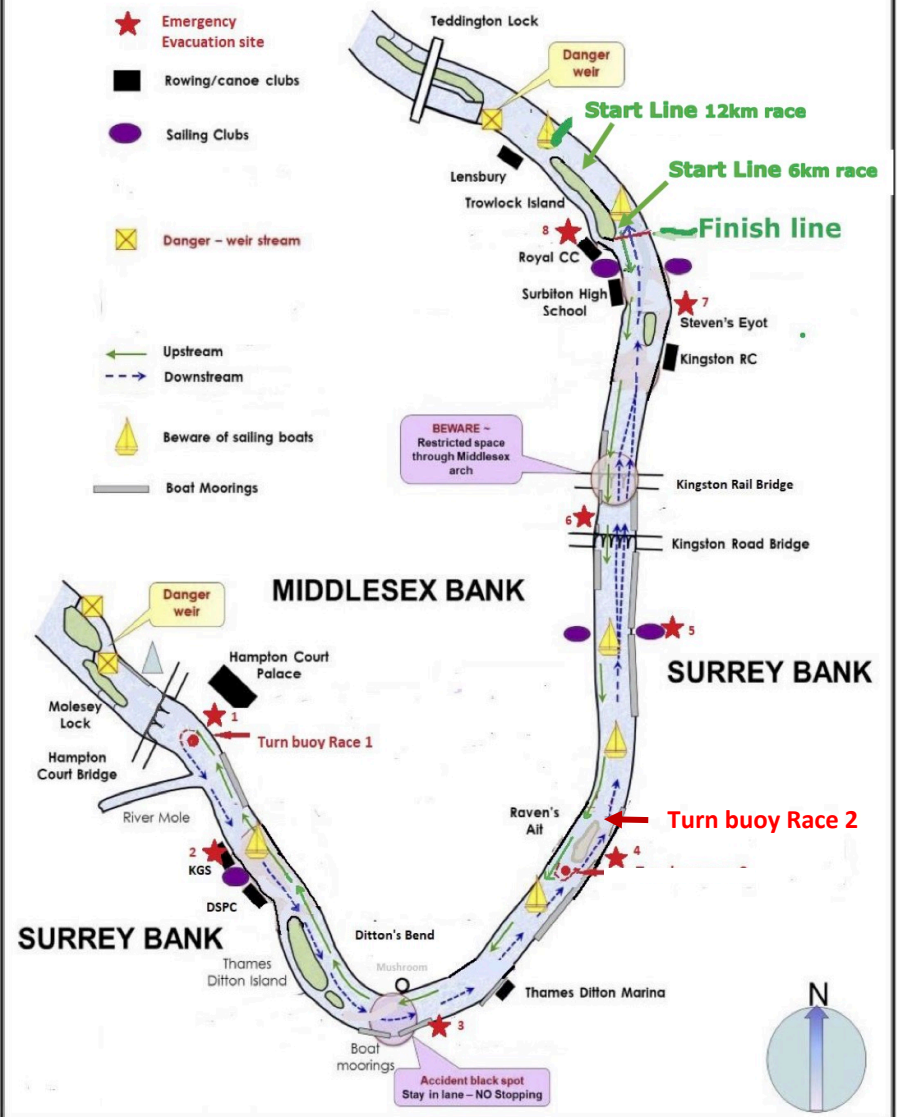 Emergency
Evacuation site
Rowing/canoe clubs
Sailing Clubs
Danger – weir stream
Upstream
Downstream
Beware of sailing boats
Boat Moorings
Teddington Lock
Danger
weir
Start Line 12km race
Lensbury
Start Line 6km race
Trowlock Island
8
Finish line
Royal CC
Surbiton High
School
7
Steven's Eyot
Kingston RC
BEWARE ~
Restricted space
through Middlesex
arch
Kingston Rail Bridge
6
Kingston Road Bridge
MIDDLESEX BANK
Danger
weir
5
Hampton Court
Palace
SURREY BANK
Molesey
Lock
1
Turn buoy Race 1
Hampton
Court Bridge
River Mole
Raven's
Ait
Turn buoy Race 2
2
KGS
4
DSPC
SURREY BANK
Ditton's Bend
Thames
Ditton Island
Mushroom
Thames Ditton Marina
N
3
Boat
moorings
Accident black spot
Stay in lane – NO Stopping